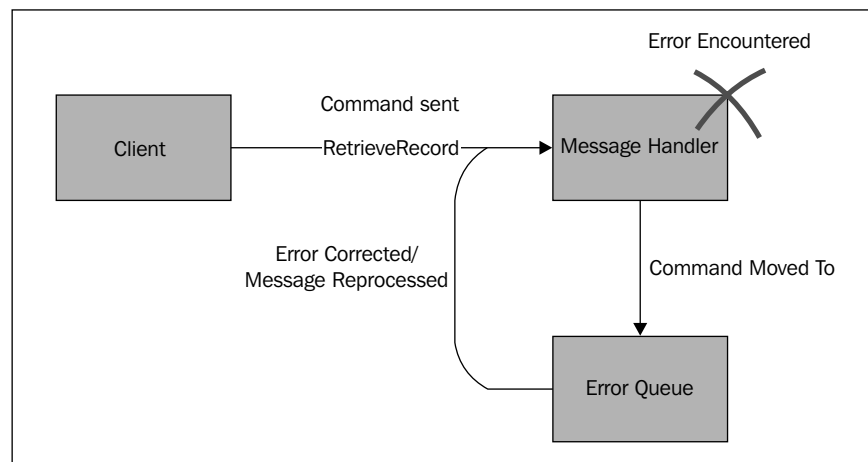 Error Encountered
Command sent
Client
RetrieveRecord
Message Handler
Error Corrected/
Message Reprocessed
Command Moved To
Error Queue